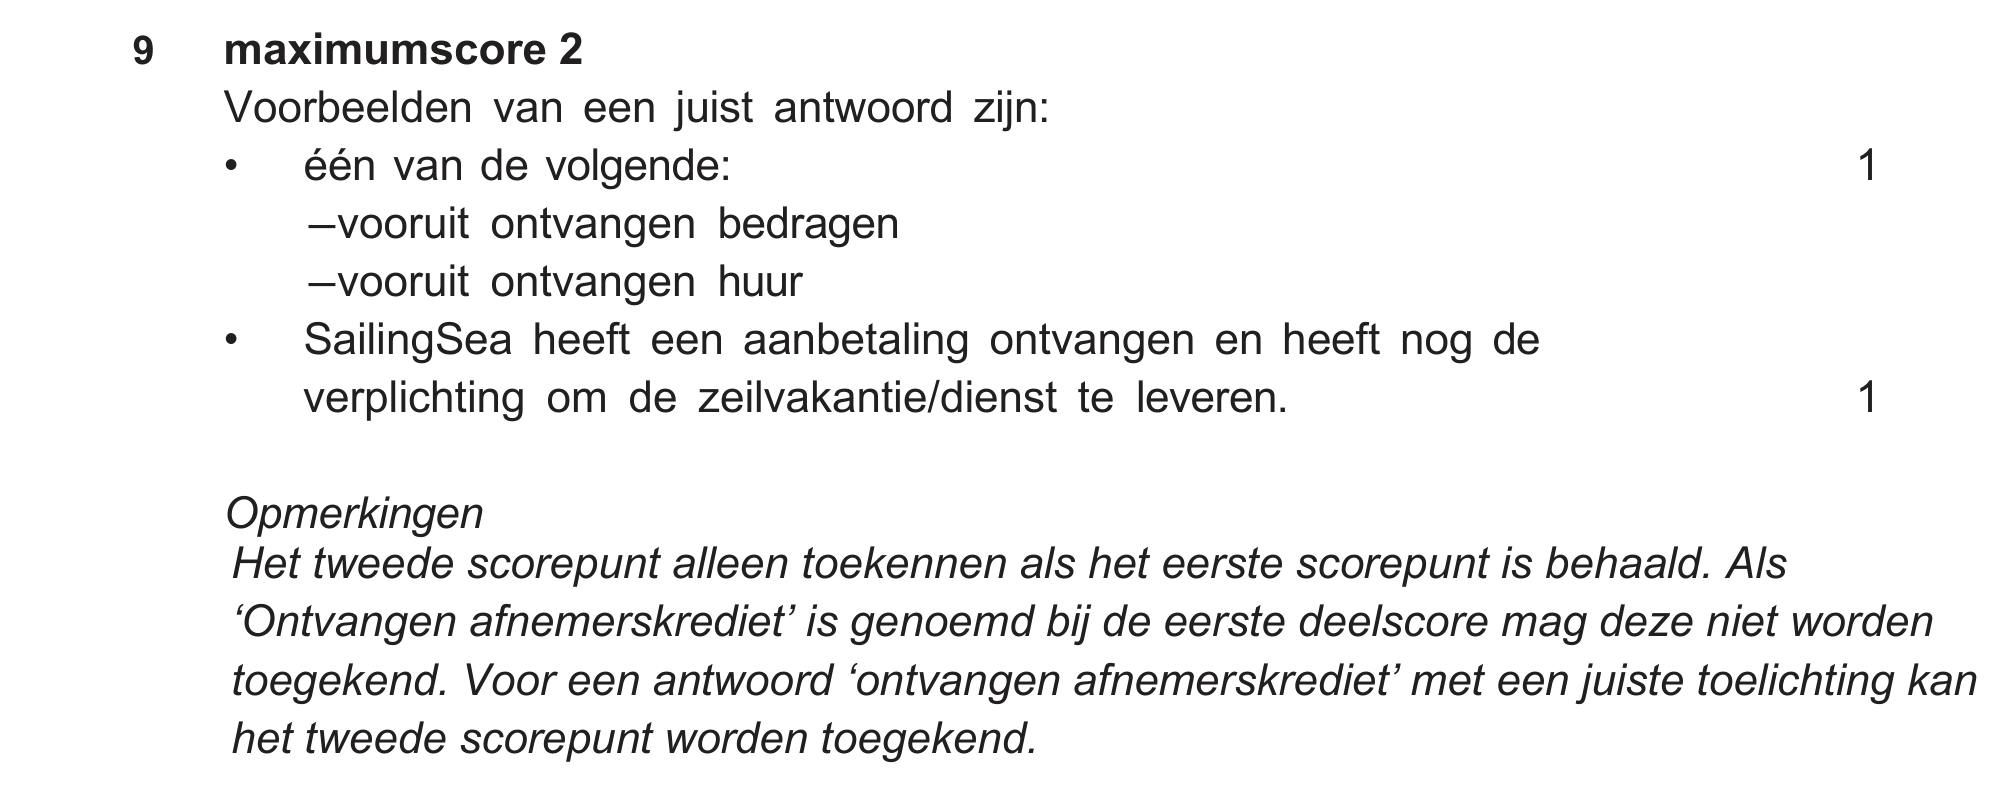 9 maximumscore 2
Voorbeelden van een juist antwoord zijn:
• één van de volgende: 1
–vooruit ontvangen bedragen
–vooruit ontvangen huur
• SailingSea heeft een aanbetaling ontvangen en heeft nog de
verplichting om de zeilvakantie/dienst te leveren. 1
Opmerkingen
Het tweede scorepunt alleen toekennen als het eerste scorepunt is behaald. Als
‘Ontvangen afnemerskrediet’ is genoemd bij de eerste deelscore mag deze niet worden
toegekend. Voor een antwoord ‘ontvangen afnemerskrediet’ met een juiste toelichting kan
het tweede scorepunt worden toegekend.